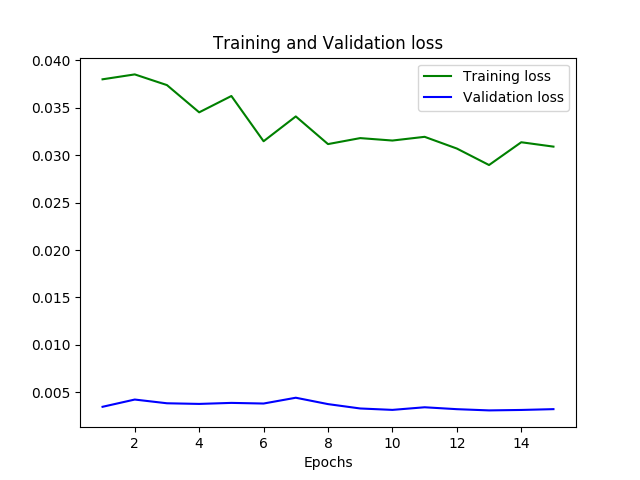 Training and Validation loss
0.040
0.035
0.030
0.025
0.020
0.015
0.010
0.005
Training loss
Validation loss
2 4 6 8 10 12 14
Epochs